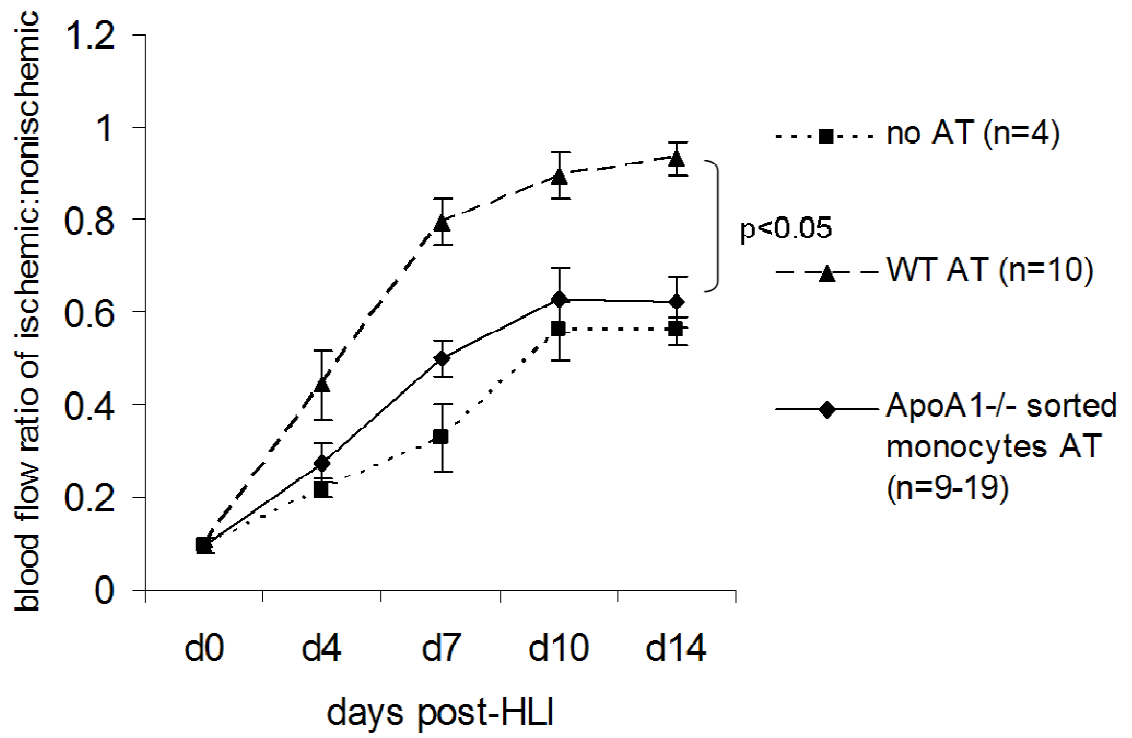 blood flow ratio of ischemic:nonischemic
1.2
1
0.8
0.6
0.4
0.2
0
d0 d4 d7 d10 d14
days post-HLI
p<0.05
no AT (n=4)
WT AT (n=10)
ApoA1-/- sorted
monocytes AT
(n=9-19)